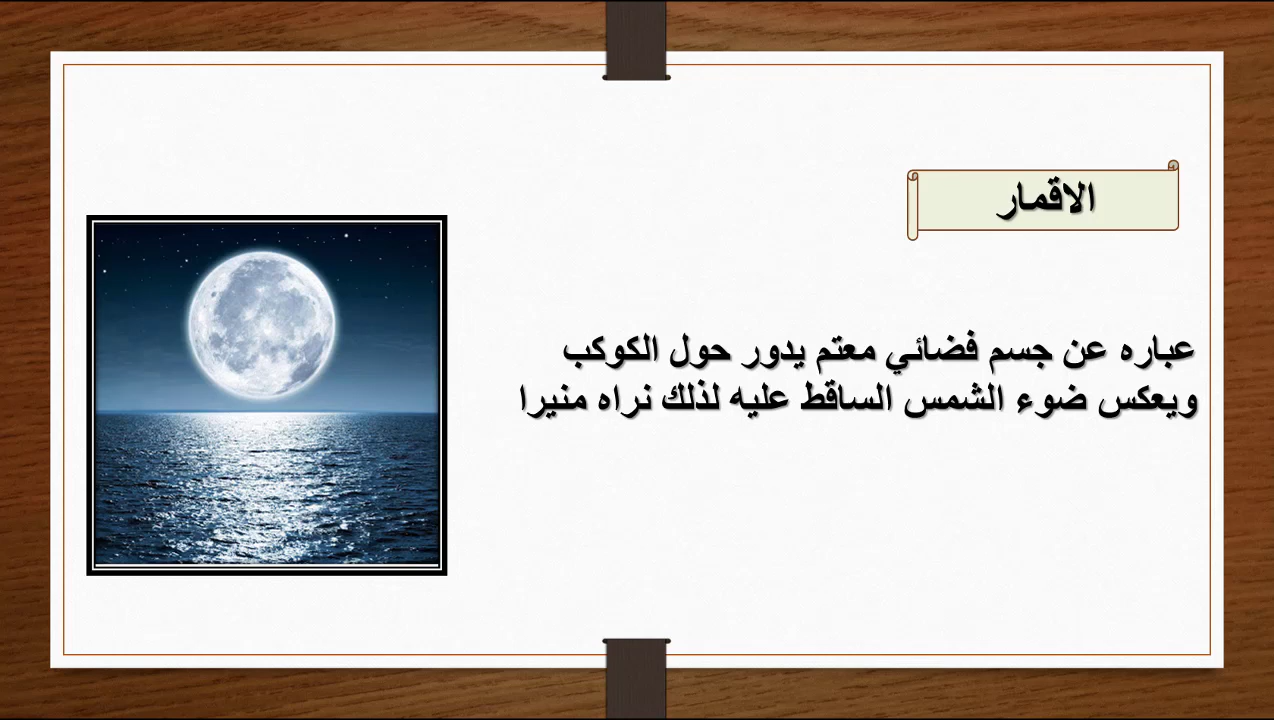 الاقمار
عباره عن جسم فضائي معتم يدور حول الكوكب
ويعكس ضوء الشمس الساقط عليه لذلك نراه منيرا